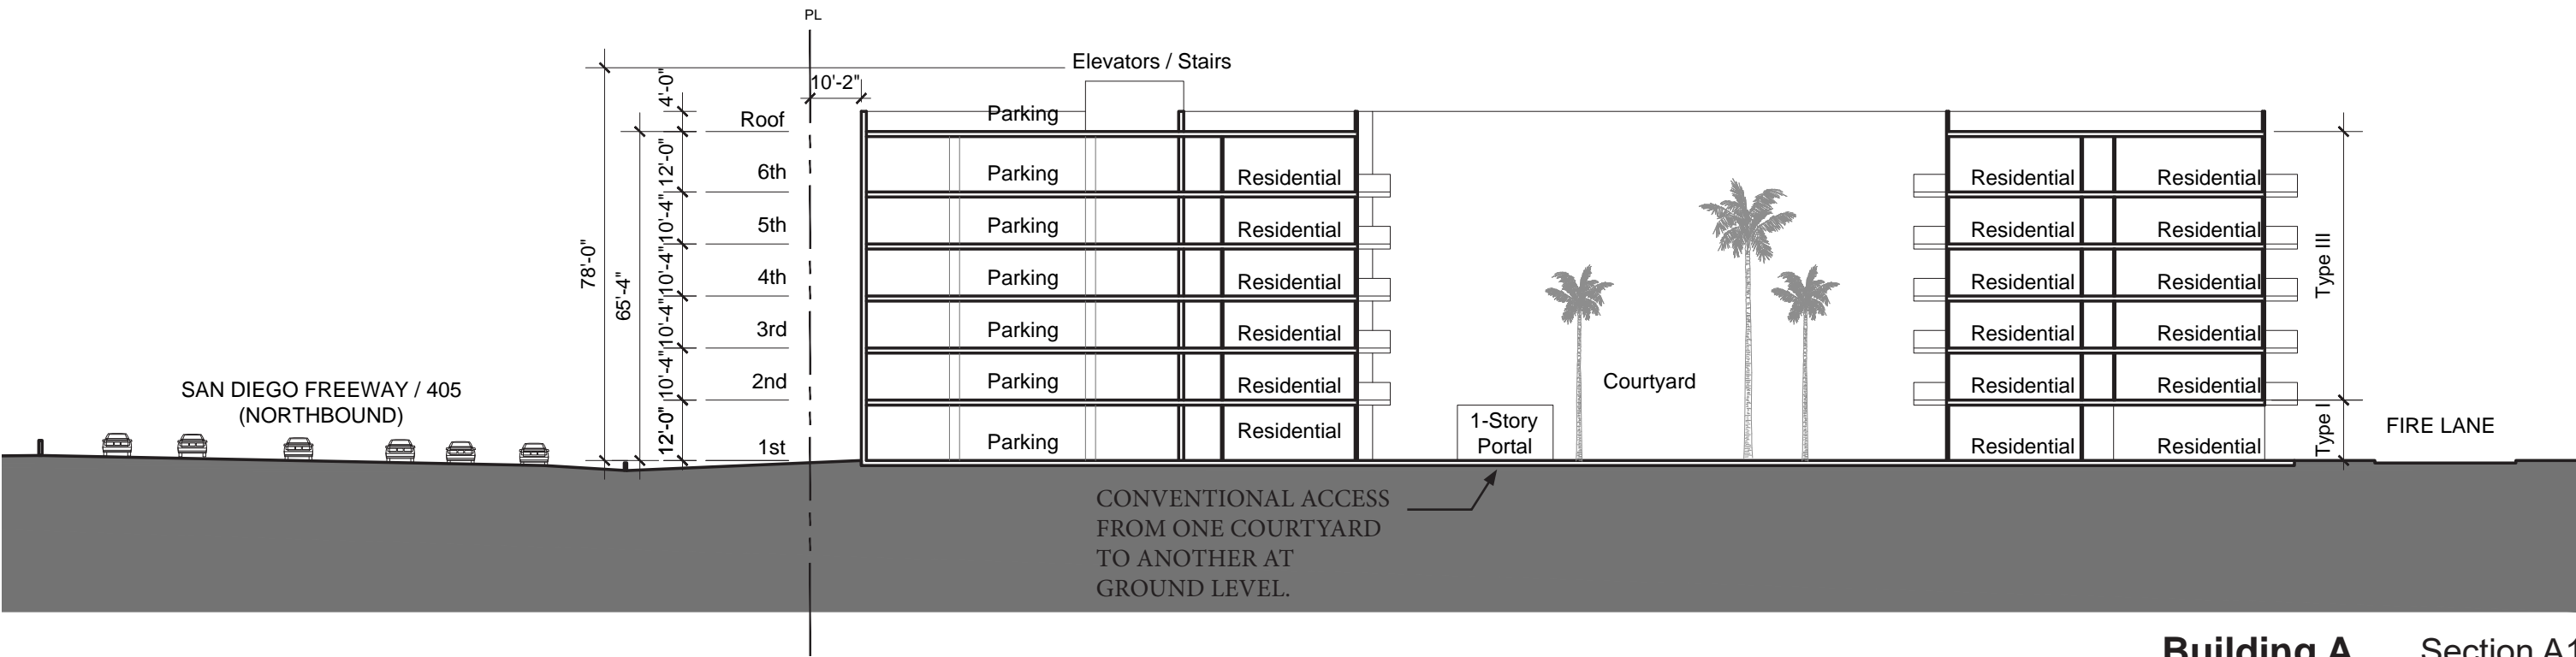 PL
Elevators / Stairs
10'-2"
4'-0"
Roof
Parking
12'-0"
6th
Parking
Residential
Residential
Residential
10'-4"
5th
Parking
Residential
Residential
Residential
78'-0"
65'-4"
10'-4"
4th
Parking
Residential
Residential
Residential
Type III
10'-4"
3rd
Parking
Residential
Residential
Residential
10'-4"
2nd
Parking
Residential
Courtyard
Residential
Residential
SAN DIEGO FREEWAY / 405
(NORTHBOUND)
12'-0"
1st
Parking
Residential
1-Story
Portal
Residential
Residential
Type I
FIRE LANE
CONVENTIONAL ACCESS
FROM ONE COURTYARD
TO ANOTHER AT
GROUND LEVEL.
Building A Section A1